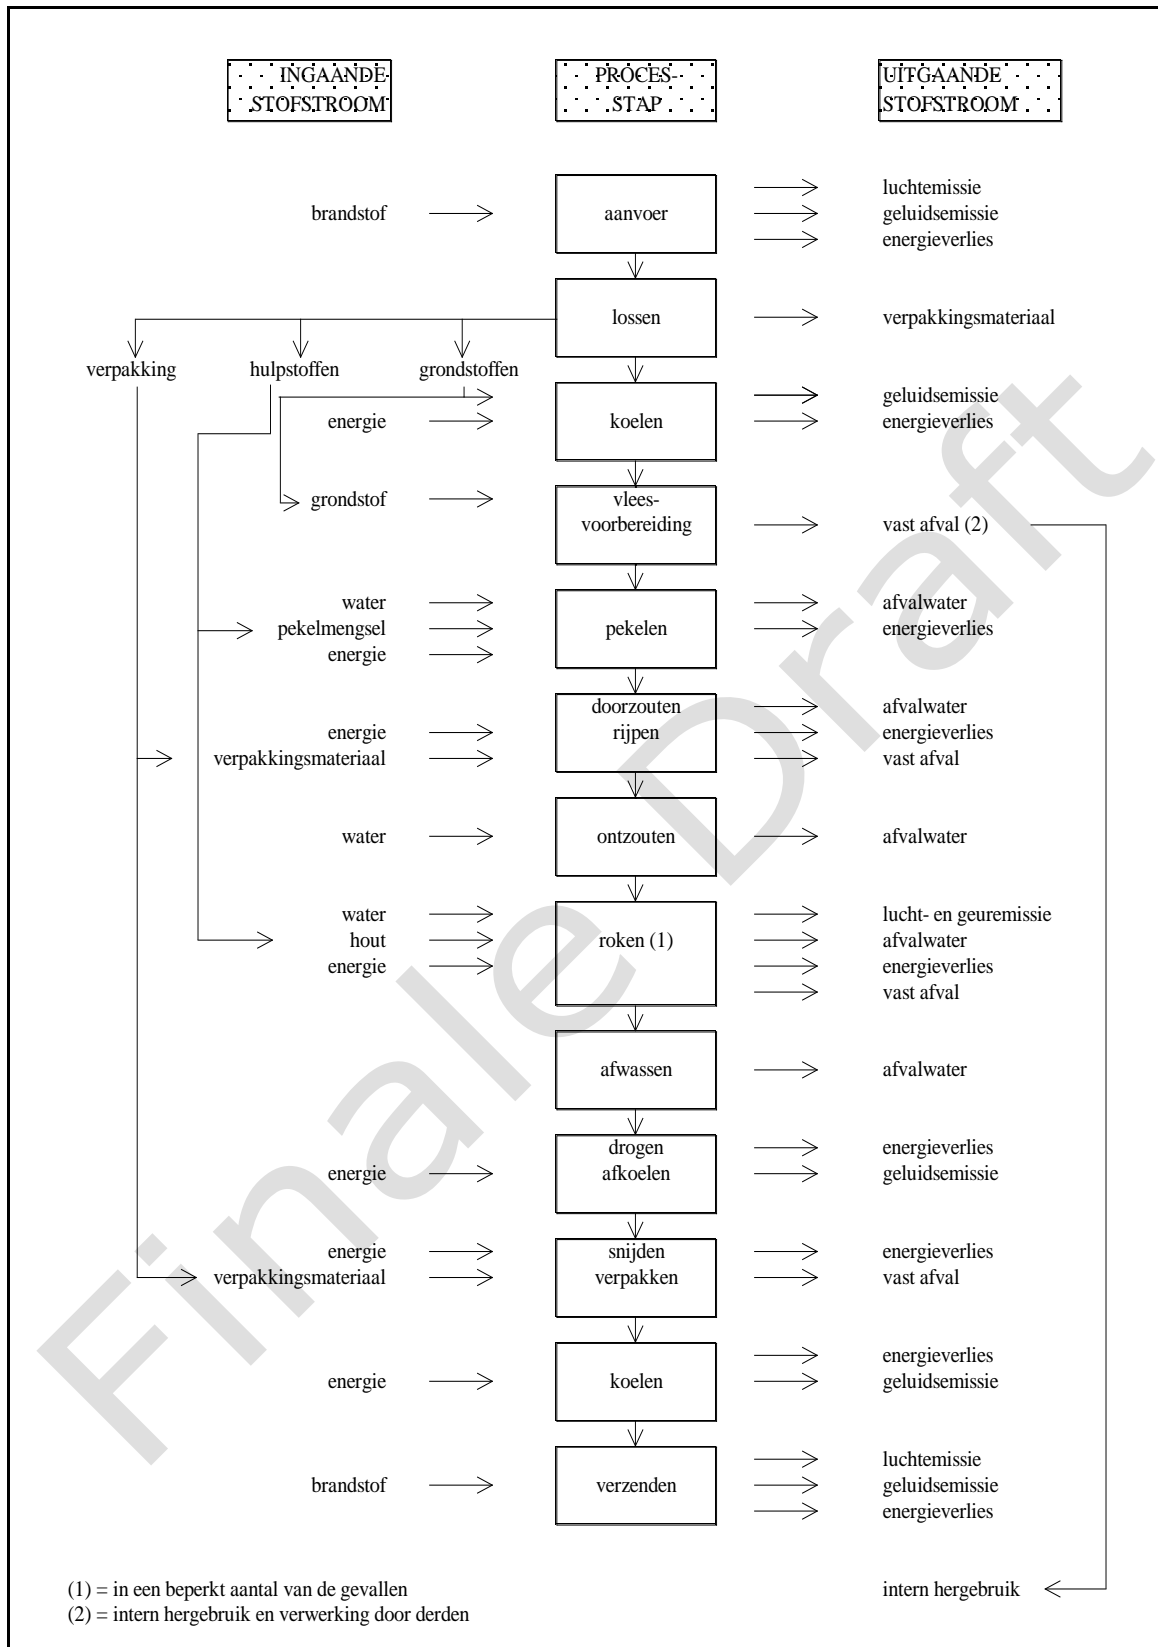 INGAANDE
STOFSTROOM
PROCES-
STAP
UITGAANDE
STOFSTROOM
brandstof
aanvoer
luchtemissie
geluidsemissie
energieverlies
lossen
verpakkingsmateriaal
verpakking
hulpstoffen
grondstoffen
energie
koelen
geluidsemissie
energieverlies
grondstof
vlees-
voorbereiding
vast afval (2)
water
pekelmengsel
energie
pekelen
afvalwater
energieverlies
energie
verpakkingsmateriaal
doorzouten
rijpen
afvalwater
energieverlies
vast afval
water
ontzouten
afvalwater
water
hout
energie
roken (1)
lucht- en geuremissie
afvalwater
energieverlies
vast afval
afwassen
afvalwater
energie
drogen
afkoelen
energieverlies
geluidsemissie
energie
verpakkingsmateriaal
snijden
verpakken
energieverlies
vast afval
energie
koelen
energieverlies
geluidsemissie
brandstof
verzenden
luchtemissie
geluidsemissie
energieverlies
(1) = in een beperkt aantal van de gevallen
(2) = intern hergebruik en verwerking door derden
intern hergebruik
Finale Draft